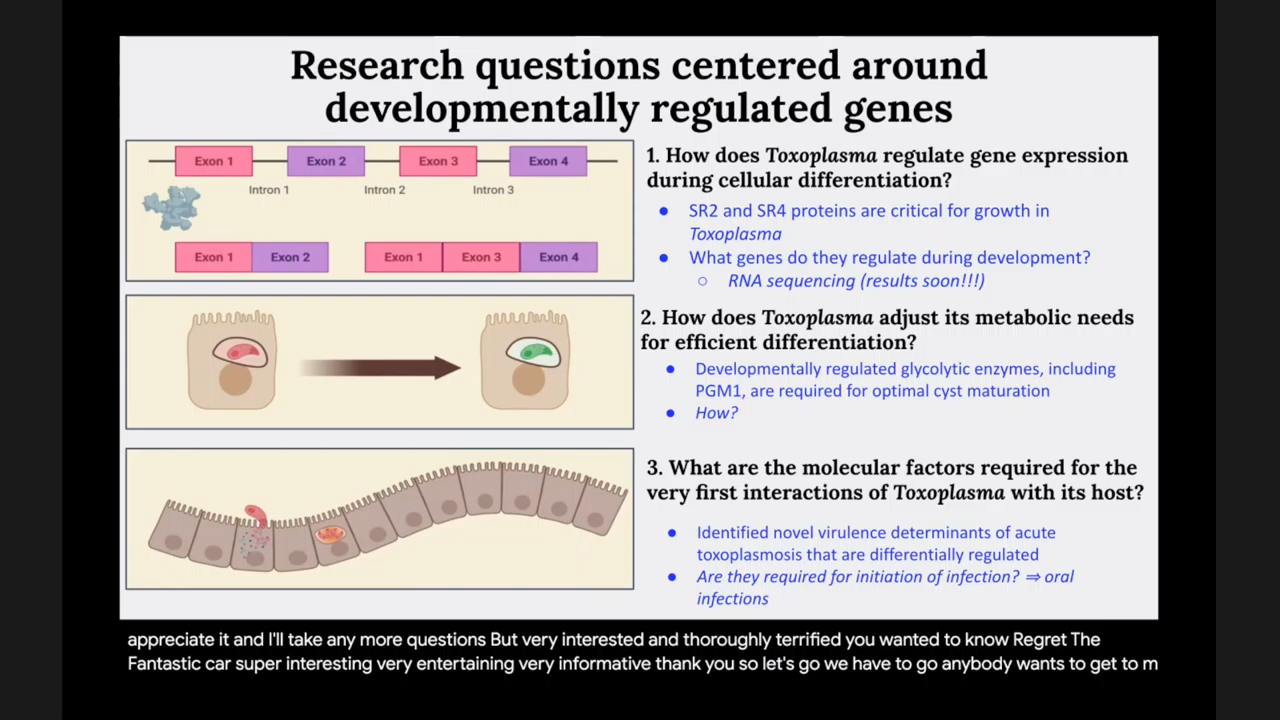 Research questions centered around
developmentally regulated genes
Exon 1
Exon 2
Exon 3
Exon 4
Intron 1
Intron 2
Intron 3
Exon 1
Exon 2
Exon 1
Exon 3
Exon 4
1. How does Toxoplasma regulate gene expression
during cellular differentiation?
● SR2 and SR4 proteins are critical for growth in
Toxoplasma
● What genes do they regulate during development?
○ RNA sequencing (results soon!!!)
2. How does Toxoplasma adjust its metabolic needs
for efficient differentiation?
● Developmentally regulated glycolytic enzymes, including
PGM1, are required for optimal cyst maturation
● How?
3. What are the molecular factors required for the
very first interactions of Toxoplasma with its host?
● Identified novel virulence determinants of acute
toxoplasmosis that are differentially regulated
● Are they required for initiation of infection? ⇒ oral
infections
appreciate it and I'll take any more questions But very interested and thoroughly terrified you wanted to know Regret The
Fantastic car super interesting very entertaining very informative thank you so let's go we have to go anybody wants to get to m